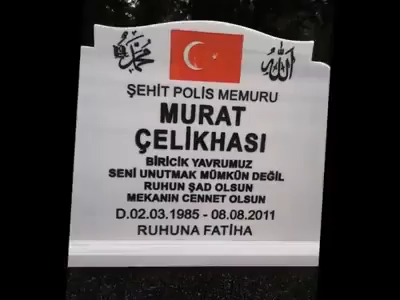 محمد الله
ŞEHİT POLİS MEMURU
MURAT
ÇELİKHASI
BİRİCİK YAVRUMUZ
SENİ UNUTMAK MÜMKÜN DEĞİL
RUHUN ŞAD OLSUN
MEKANIN CENNET OLSUN
D.02.03.1985 - 08.08.2011
RUHUNA FATİHA